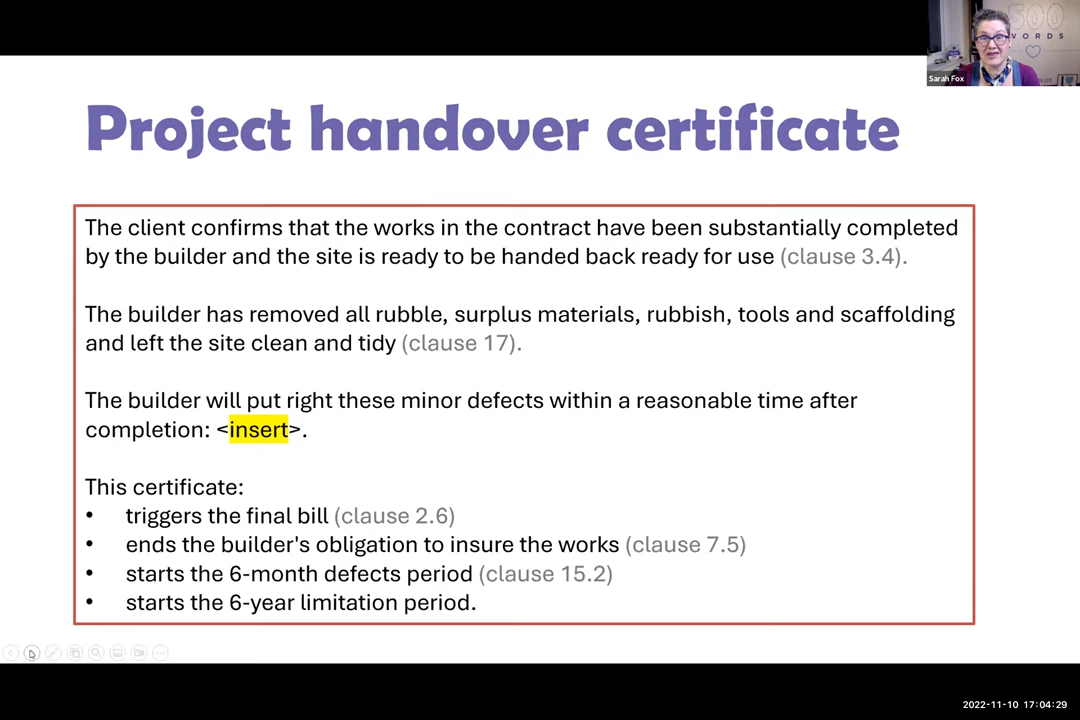 500
WORDS
Sarah Fox
Project handover certificate
The client confirms that the works in the contract have been substantially completed
by the builder and the site is ready to be handed back ready for use (clause 3.4).
The builder has removed all rubble, surplus materials, rubbish, tools and scaffolding
and left the site clean and tidy (clause 17).
The builder will put right these minor defects within a reasonable time after
completion: <insert>.
This certificate:
• triggers the final bill (clause 2.6)
• ends the builder's obligation to insure the works (clause 7.5)
• starts the 6-month defects period (clause 15.2)
• starts the 6-year limitation period.
2022-11-10 17:04:29